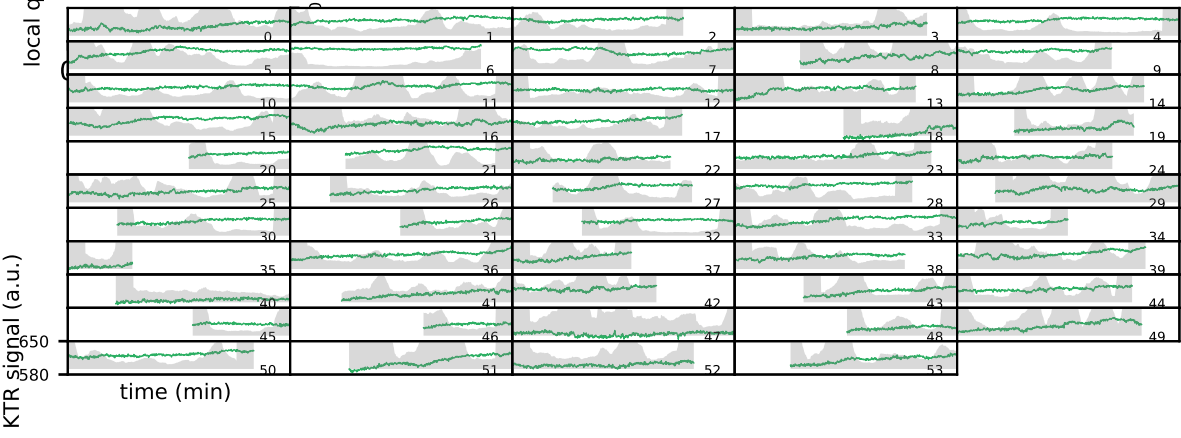 local
0 1 2 3 4
5 6 7 8 9
10 11 12 13 14
15 16 17 18 19
20 21 22 23 24
25 26 27 28 29
30 31 32 33 34
35 36 37 38 39
40 41 42 43 44
45 46 47 48 49
650
50 51 52 53
580
KTR signal (a.u.)
time (min)